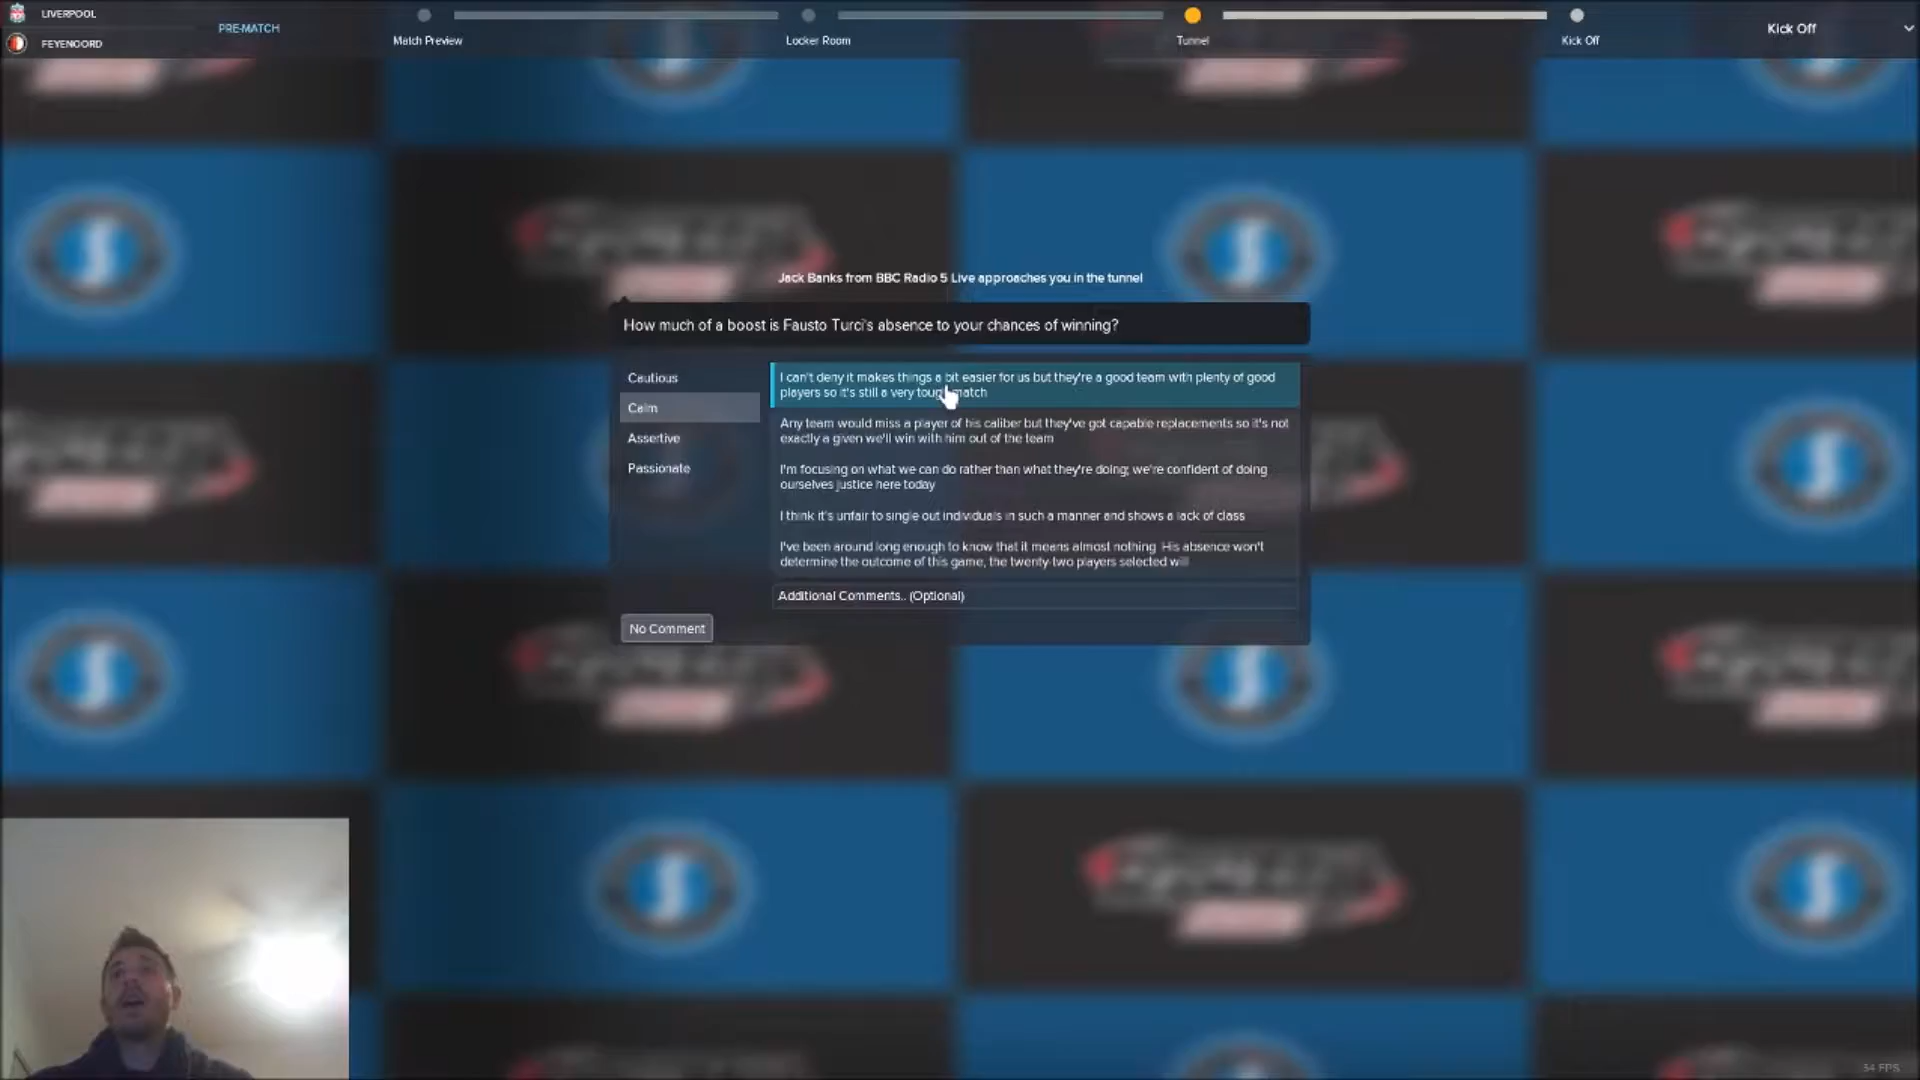 LIVERPOOL
FEYENOORD
PRE-MATCH
Match Preview
Locker Room
Tunnel
Kick Off
Kick Off
Jack Banks from BBC Radio 5 Live approaches you in the tunnel
How much of a boost is Fausto Turci's absence to your chances of winning?
Cautious
Calm
Assertive
Passionate
I can't deny it makes things a bit easier for us but they're a good team with plenty of good
players so it's still a very tough match
Any team would miss a player of his caliber but they've got capable replacements so it's not
exactly a given we'll win with him out of the team
I'm focusing on what we can do rather than what they're doing; we're confident of doing
ourselves justice here today
I think it's unfair to single out individuals in such a manner and shows a lack of class
I've been around long enough to know that it means almost nothing. His absence won't
determine the outcome of this game, the twenty-two players selected will
Additional Comments.. (Optional)
No Comment
34 FPS